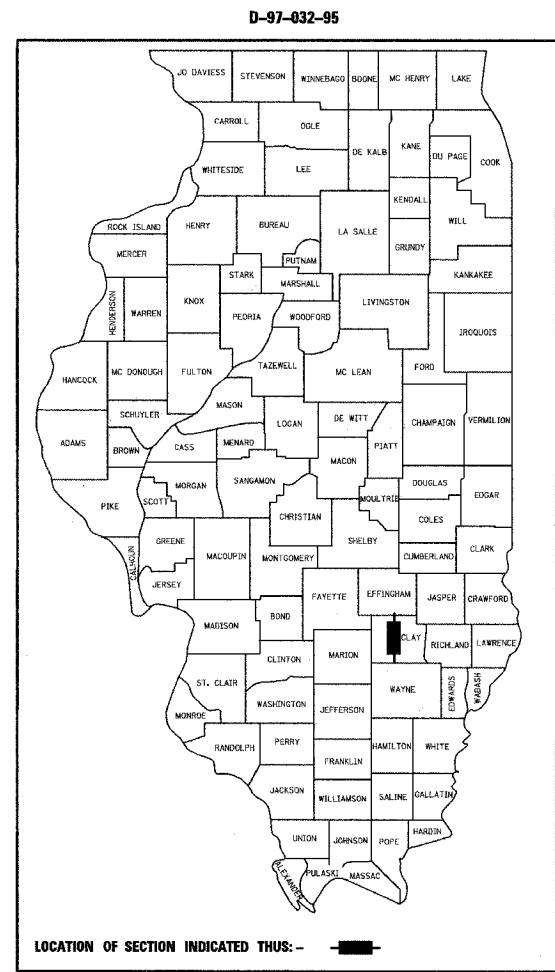 D-97-032-95
JO DAVIESS STEVENSON WINNEBAGO BOONE MC HENRY LAKE
CARROLL OGLE DE KALB KANE DU PAGE COOK
WHITESIDE LEE
KENDALL WILL
ROCK ISLAND HENRY BUREAU LA SALLE GRUNDY
MERCER PUTNAM
STARK MARSHALL KANKAKEE
HENDERSON WARREN KNOX PEORIA WOODFORD LIVINGSTON IROQUOIS
HANCOCK MC DONOUGH FULTON TAZEWELL MC LEAN FORD
MASON
SCHUYLER LOGAN DE WITT CHAMPAIGN VERMILION
ADAMS BROWN CASS MENARD MACON PIATT
MORGAN SANGAMON DOUGLAS EDGAR
PIKE SCOTT CHRISTIAN MOULTRIE COLES
GREENE MACOUPIN MONTGOMERY SHELBY CUMBERLAND CLARK
CALHOUN JERSEY FAYETTE EFFINGHAM JASPER CRAWFORD
MADISON BOND
CLINTON MARION CLAY RICHLAND LAWRENCE
ST. CLAIR WAYNE EDWARDS WABASH
MONROE WASHINGTON JEFFERSON
RANDOLPH PERRY FRANKLIN HAMILTON WHITE
JACKSON WILLIAMSON SALINE GALLATIN
UNION JOHNSON POPE HARDIN
ALEXANDER PULASKI MASSAC
LOCATION OF SECTION INDICATED THUS: -